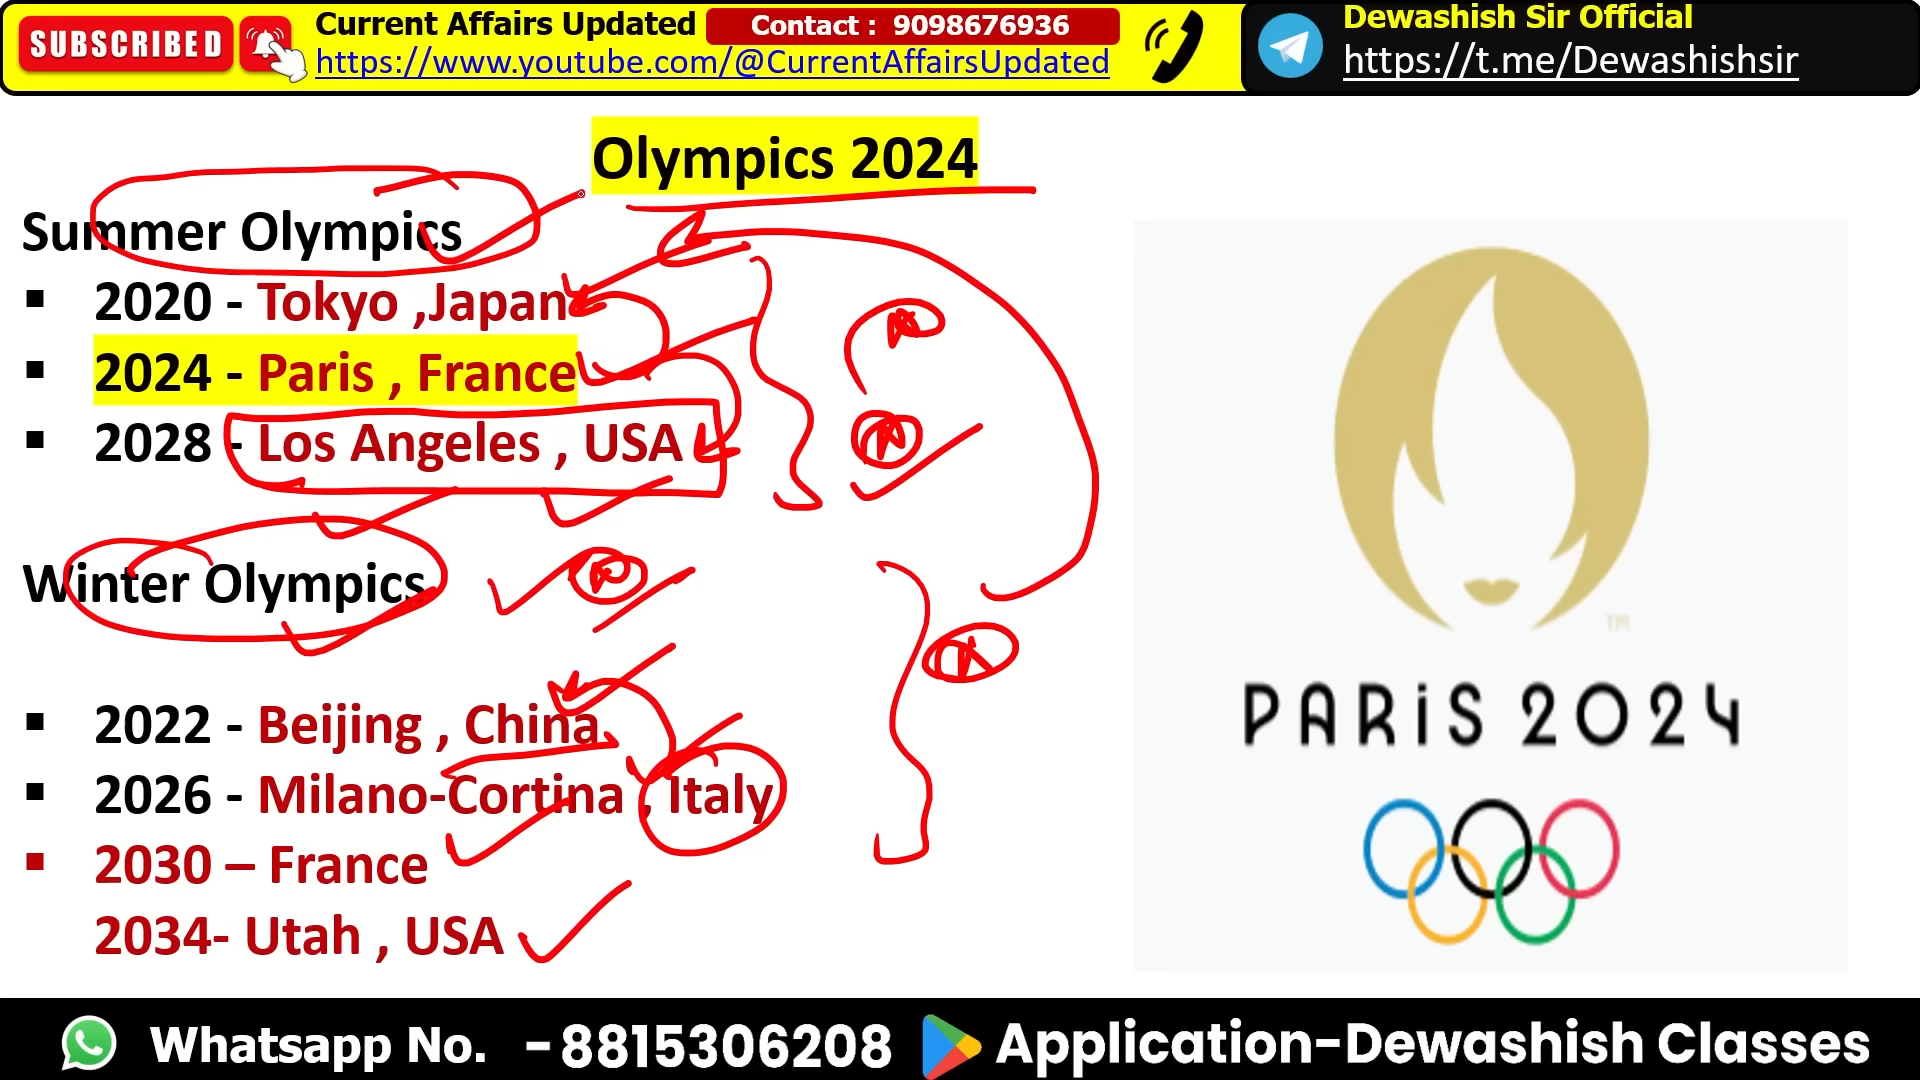 SUBSCRIBED
Current Affairs Updated
Contact : 9098676936
https://www.youtube.com/@CurrentAffairsUpdated
Dewashish Sir Official
https://t.me/Dewashishsir
Olympics 2024
Summer Olympics
▪ 2020 - Tokyo ,Japan
▪ 2024 - Paris , France
▪ 2028 - Los Angeles , USA
Winter Olympics
▪ 2022 - Beijing , China
▪ 2026 - Milano-Cortina , Italy
▪ 2030 – France
2034- Utah , USA
TM
PARiS 2024
Whatsapp No. - 8815306208
Application-Dewashish Classes